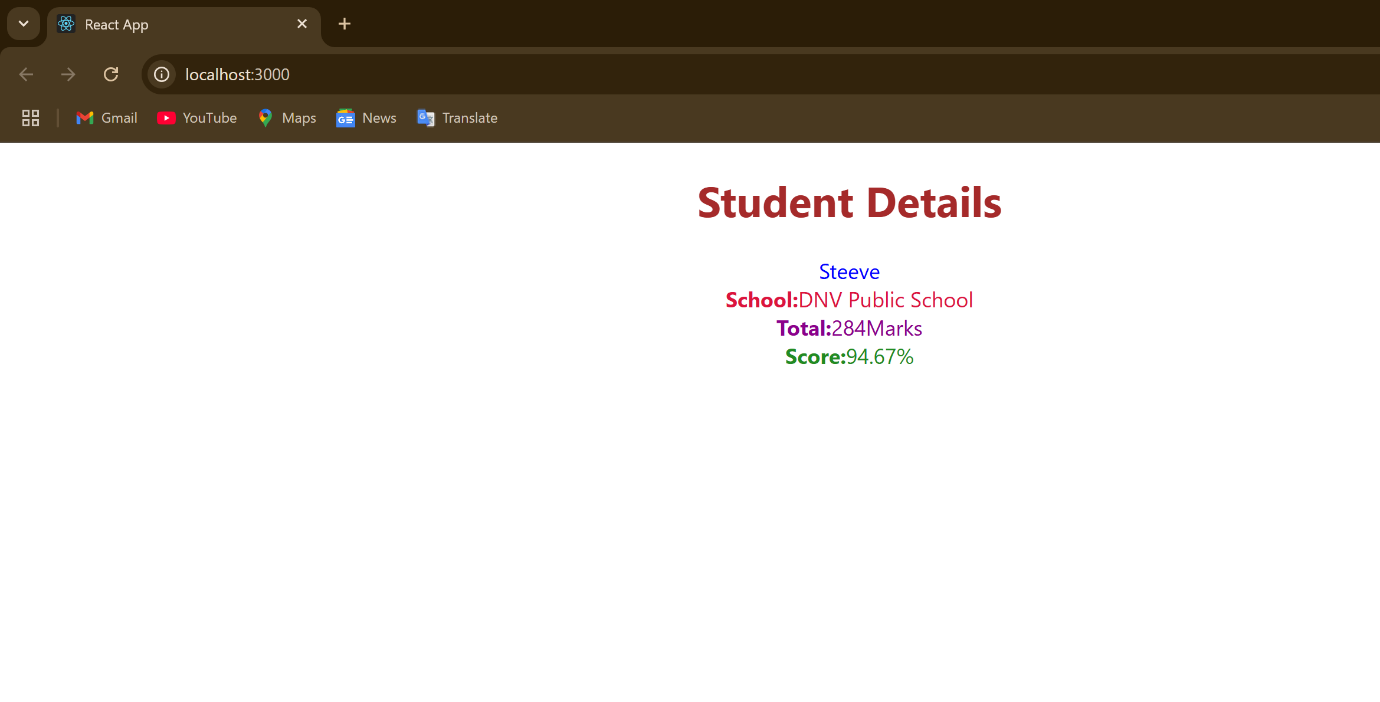 React App
localhost:3000
Gmail YouTube Maps News Translate
Student Details
Steeve
School:DNV Public School
Total:284Marks
Score:94.67%